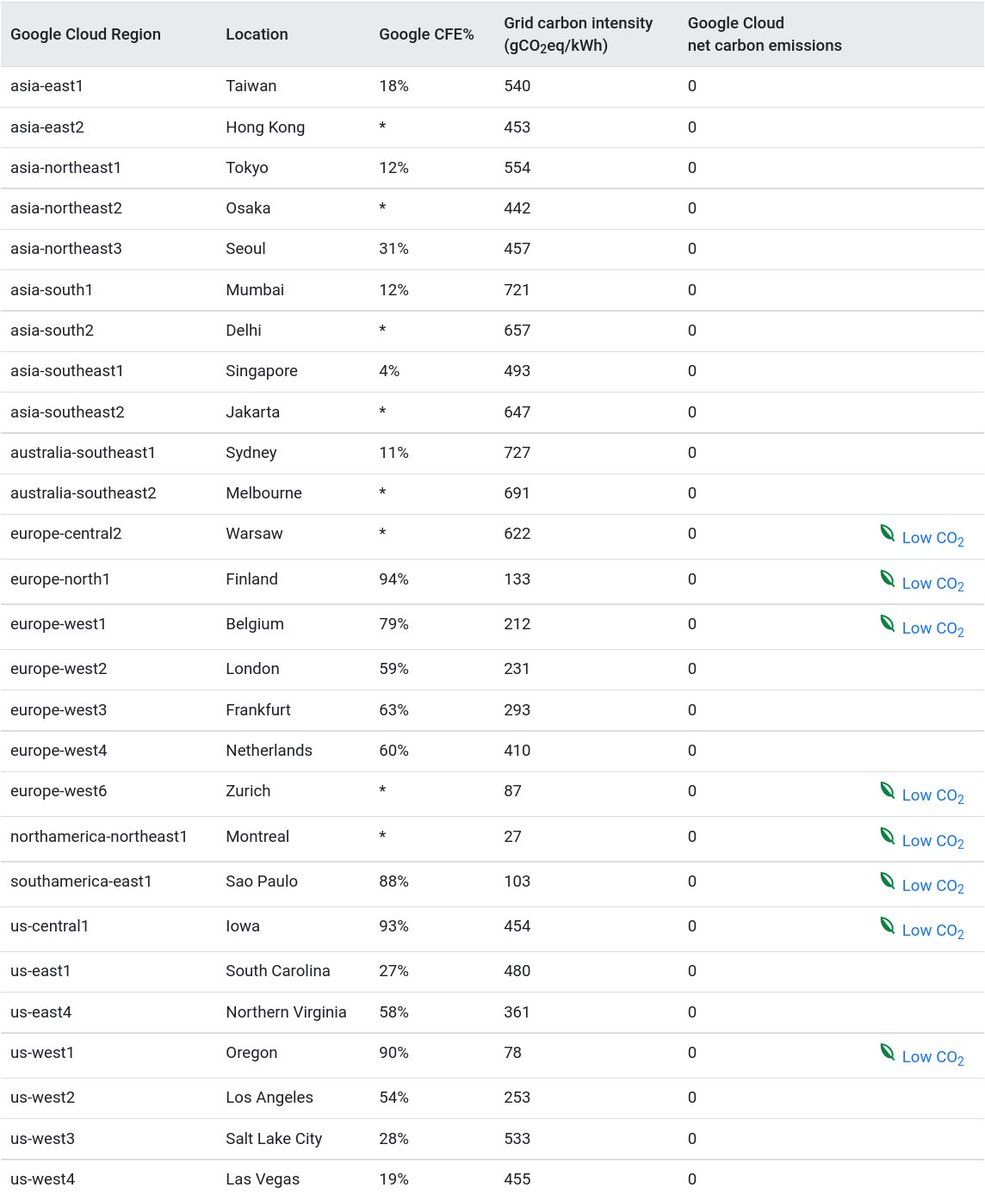 Google Cloud Region Location Google CFE% Grid carbon intensity (gCO₂eq/kWh) Google Cloud net carbon emissions
asia-east1 Taiwan 18% 540 0
asia-east2 Hong Kong * 453 0
asia-northeast1 Tokyo 12% 554 0
asia-northeast2 Osaka * 442 0
asia-northeast3 Seoul 31% 457 0
asia-south1 Mumbai 12% 721 0
asia-south2 Delhi * 657 0
asia-southeast1 Singapore 4% 493 0
asia-southeast2 Jakarta * 647 0
australia-southeast1 Sydney 11% 727 0
australia-southeast2 Melbourne * 691 0
europe-central2 Warsaw * 622 0 Low CO₂
europe-north1 Finland 94% 133 0 Low CO₂
europe-west1 Belgium 79% 212 0 Low CO₂
europe-west2 London 59% 231 0
europe-west3 Frankfurt 63% 293 0
europe-west4 Netherlands 60% 410 0
europe-west6 Zurich * 87 0 Low CO₂
northamerica-northeast1 Montreal * 27 0 Low CO₂
southamerica-east1 Sao Paulo 88% 103 0 Low CO₂
us-central1 Iowa 93% 454 0 Low CO₂
us-east1 South Carolina 27% 480 0
us-east4 Northern Virginia 58% 361 0
us-west1 Oregon 90% 78 0 Low CO₂
us-west2 Los Angeles 54% 253 0
us-west3 Salt Lake City 28% 533 0
us-west4 Las Vegas 19% 455 0